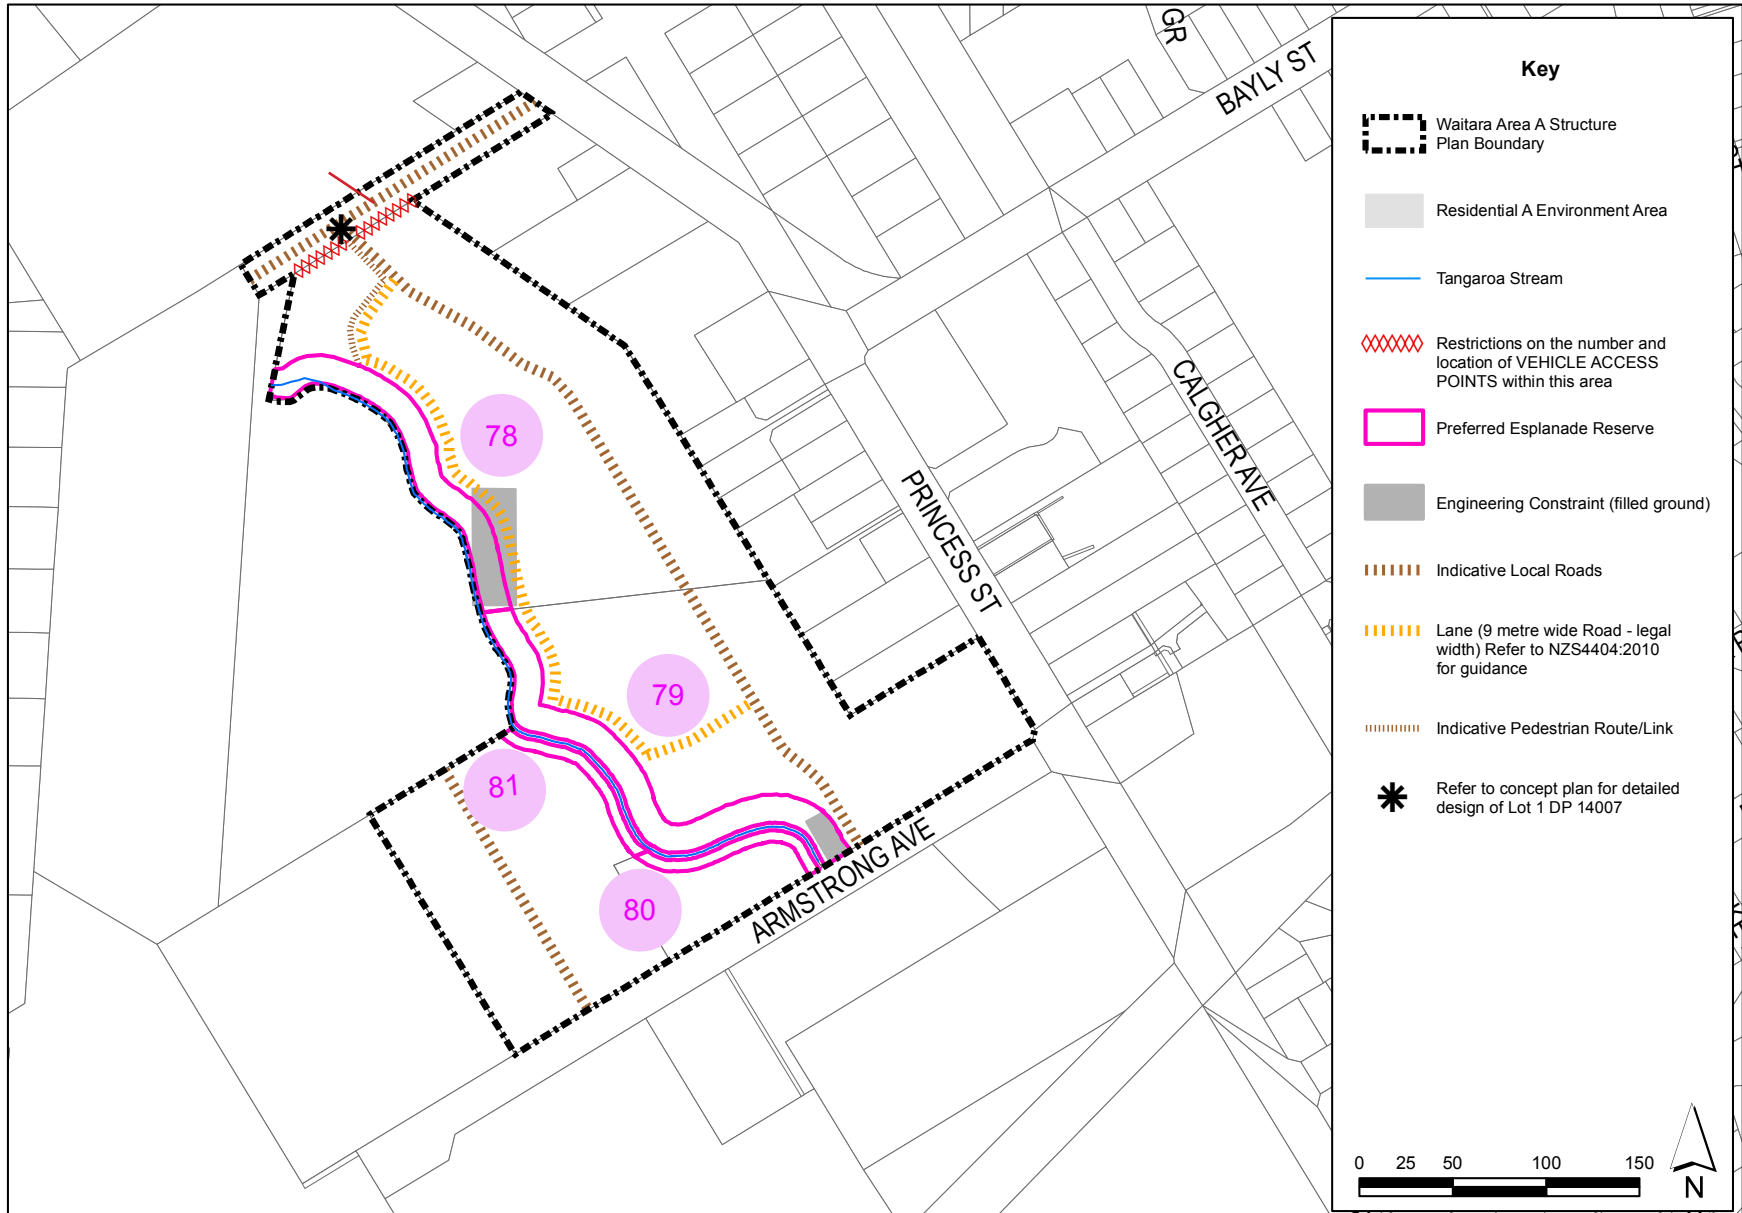 GR
BAYLY ST
CALGHER AVE
PRINCESS ST
ARMSTRONG AVE
78
79
81
80
Key
Waitara Area A Structure
Plan Boundary
Residential A Environment Area
Tangaroa Stream
Restrictions on the number and
location of VEHICLE ACCESS
POINTS within this area
Preferred Esplanade Reserve
Engineering Constraint (filled ground)
Indicative Local Roads
Lane (9 metre wide Road - legal
width) Refer to NZS4404:2010
for guidance
Indicative Pedestrian Route/Link
Refer to concept plan for detailed
design of Lot 1 DP 14007
0 25 50 100 150
N